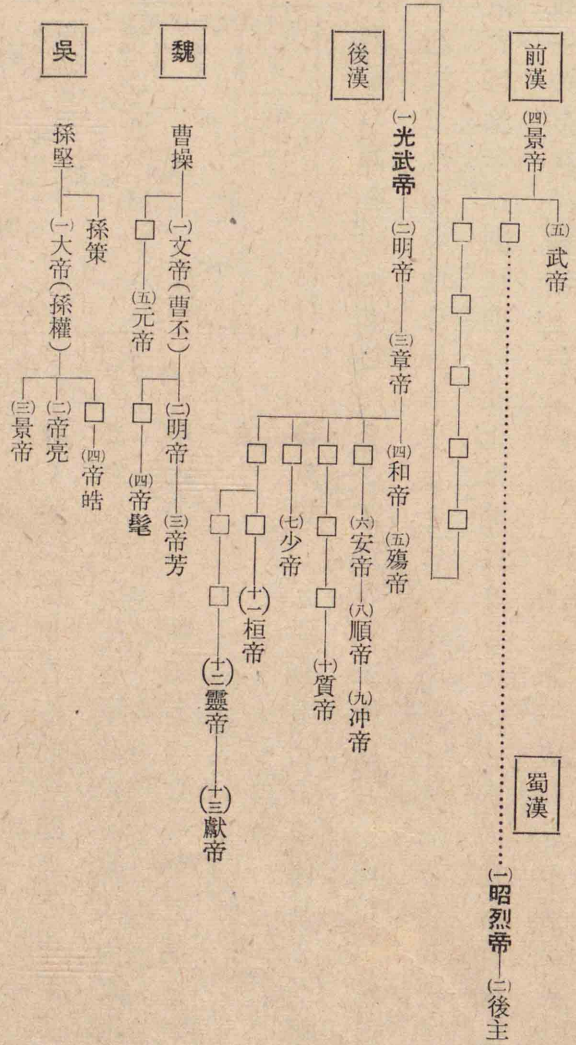 前漢
㈣景帝
㈤武帝
□
□
□
□
□
□
蜀漢
㈠昭烈帝
㈡後主
後漢
㈠光武帝
㈡明帝
㈢章帝
㈣和帝
㈤殤帝
□
㈥安帝
㈧順帝
㈨冲帝
□
□
□
㈩質帝
□
㈦少帝
□
□
(十一)桓帝
□
□
(十二)靈帝
(十三)獻帝
魏
曹操
㈠文帝(曹丕)
㈡明帝
㈢帝芳
□
㈣帝髦
□
㈤元帝
吳
孫堅
孫策
㈠大帝(孫權)
□
㈣帝皓
㈡帝亮
㈢景帝